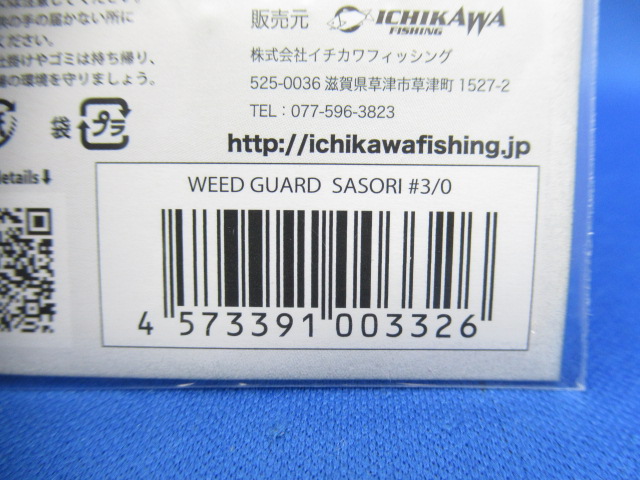 の手の届かない所に
ください。
掛けやゴミは持ち帰り、
の環境を守りましょう。
袋 プラ
details⬇
販売元 ICHIKAWA
FISHING
株式会社イチカワフィッシング
525-0036 滋賀県草津市草津町 1527-2
TEL : 077-596-3823
http://ichikawafishing.jp
WEED GUARD SASORI #3/0
4 573391 003326